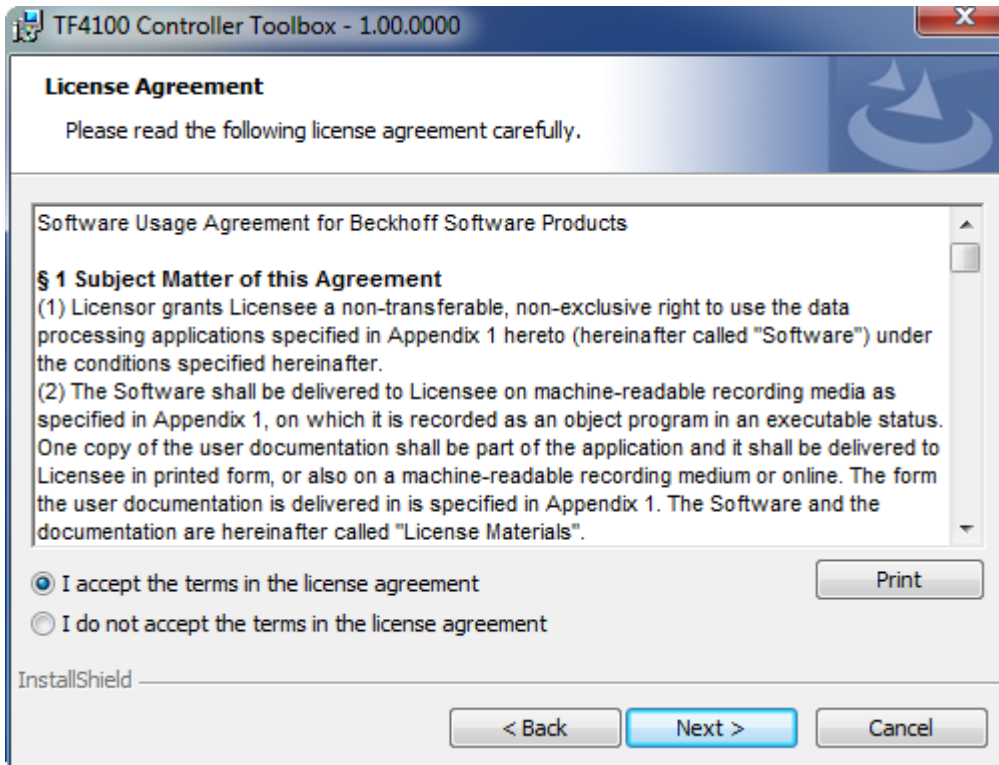 TF4100 Controller Toolbox - 1.00.0000
License Agreement
Please read the following license agreement carefully.
Software Usage Agreement for Beckhoff Software Products
§ 1 Subject Matter of this Agreement
(1) Licensor grants Licensee a non-transferable, non-exclusive right to use the data
processing applications specified in Appendix 1 hereto (hereinafter called "Software") under
the conditions specified hereinafter.
(2) The Software shall be delivered to Licensee on machine-readable recording media as
specified in Appendix 1, on which it is recorded as an object program in an executable status.
One copy of the user documentation shall be part of the application and it shall be delivered to
Licensee in printed form, or also on a machine-readable recording medium or online. The form
the user documentation is delivered in is specified in Appendix 1. The Software and the
documentation are hereinafter called "License Materials".
I accept the terms in the license agreement
Print
I do not accept the terms in the license agreement
InstallShield
< Back
Next >
Cancel